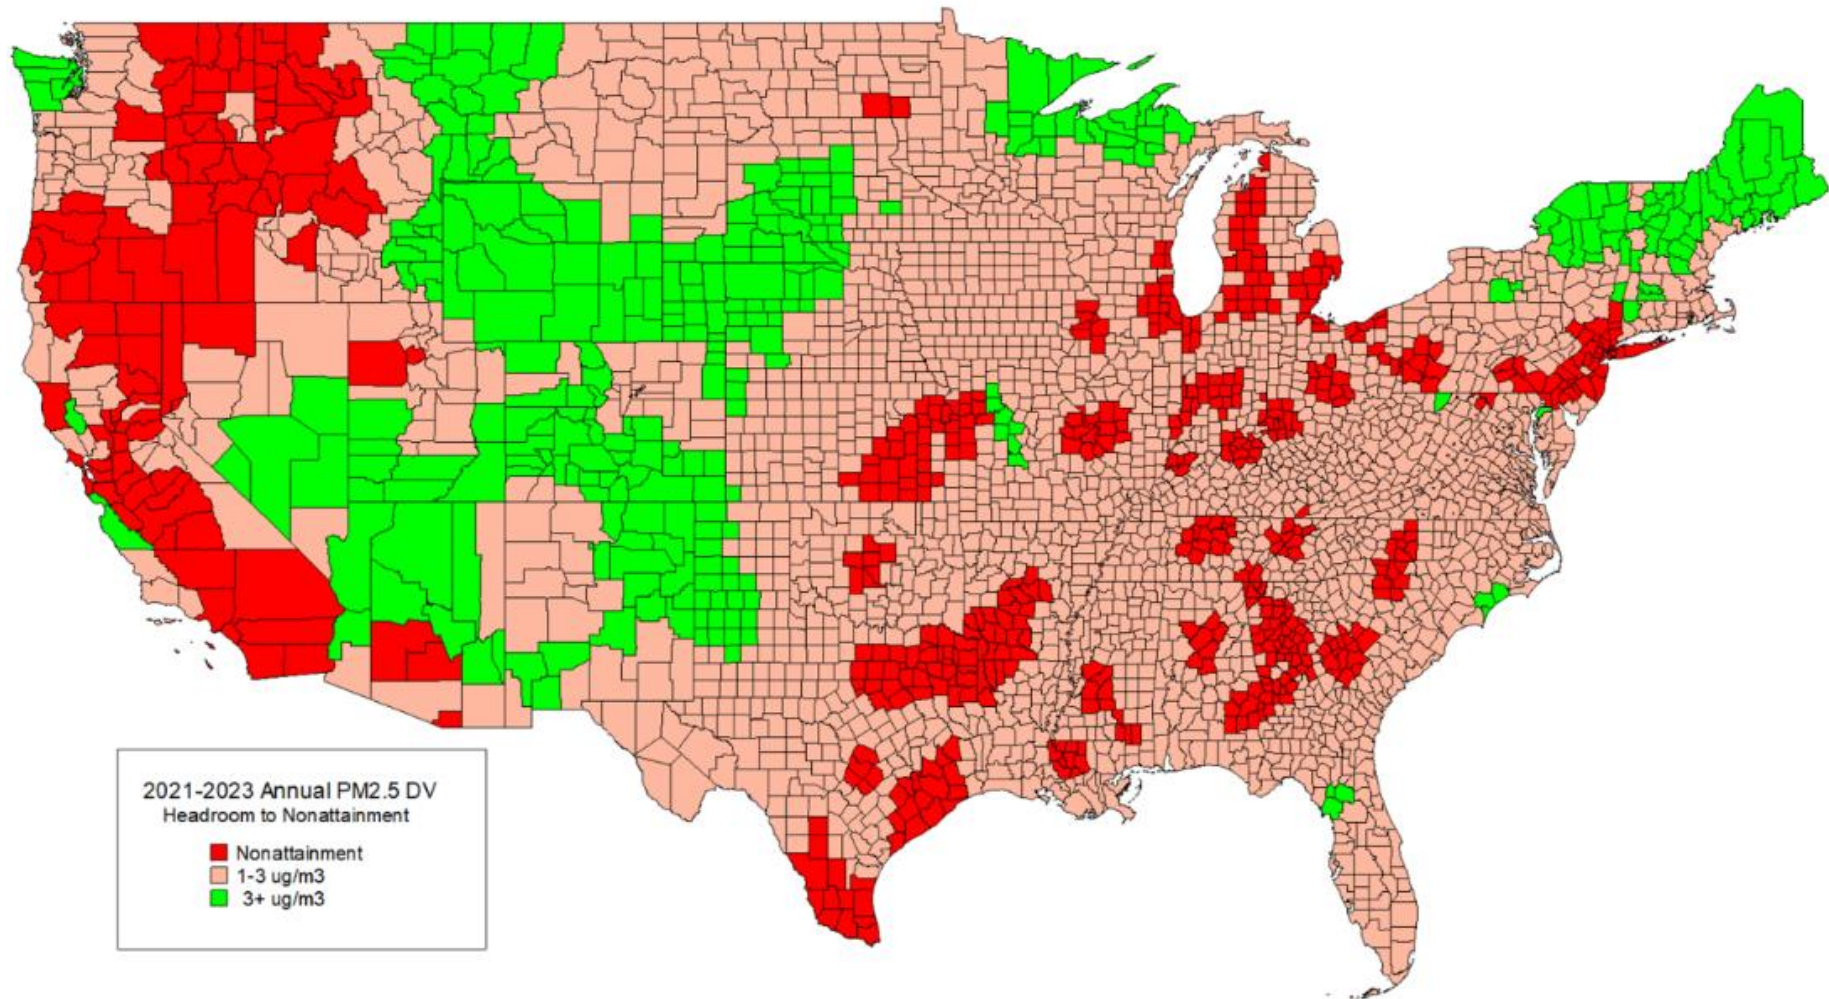 2021-2023 Annual PM2.5 DV
Headroom to Nonattainment
Nonattainment
1-3 ug/m3
3+ ug/m3